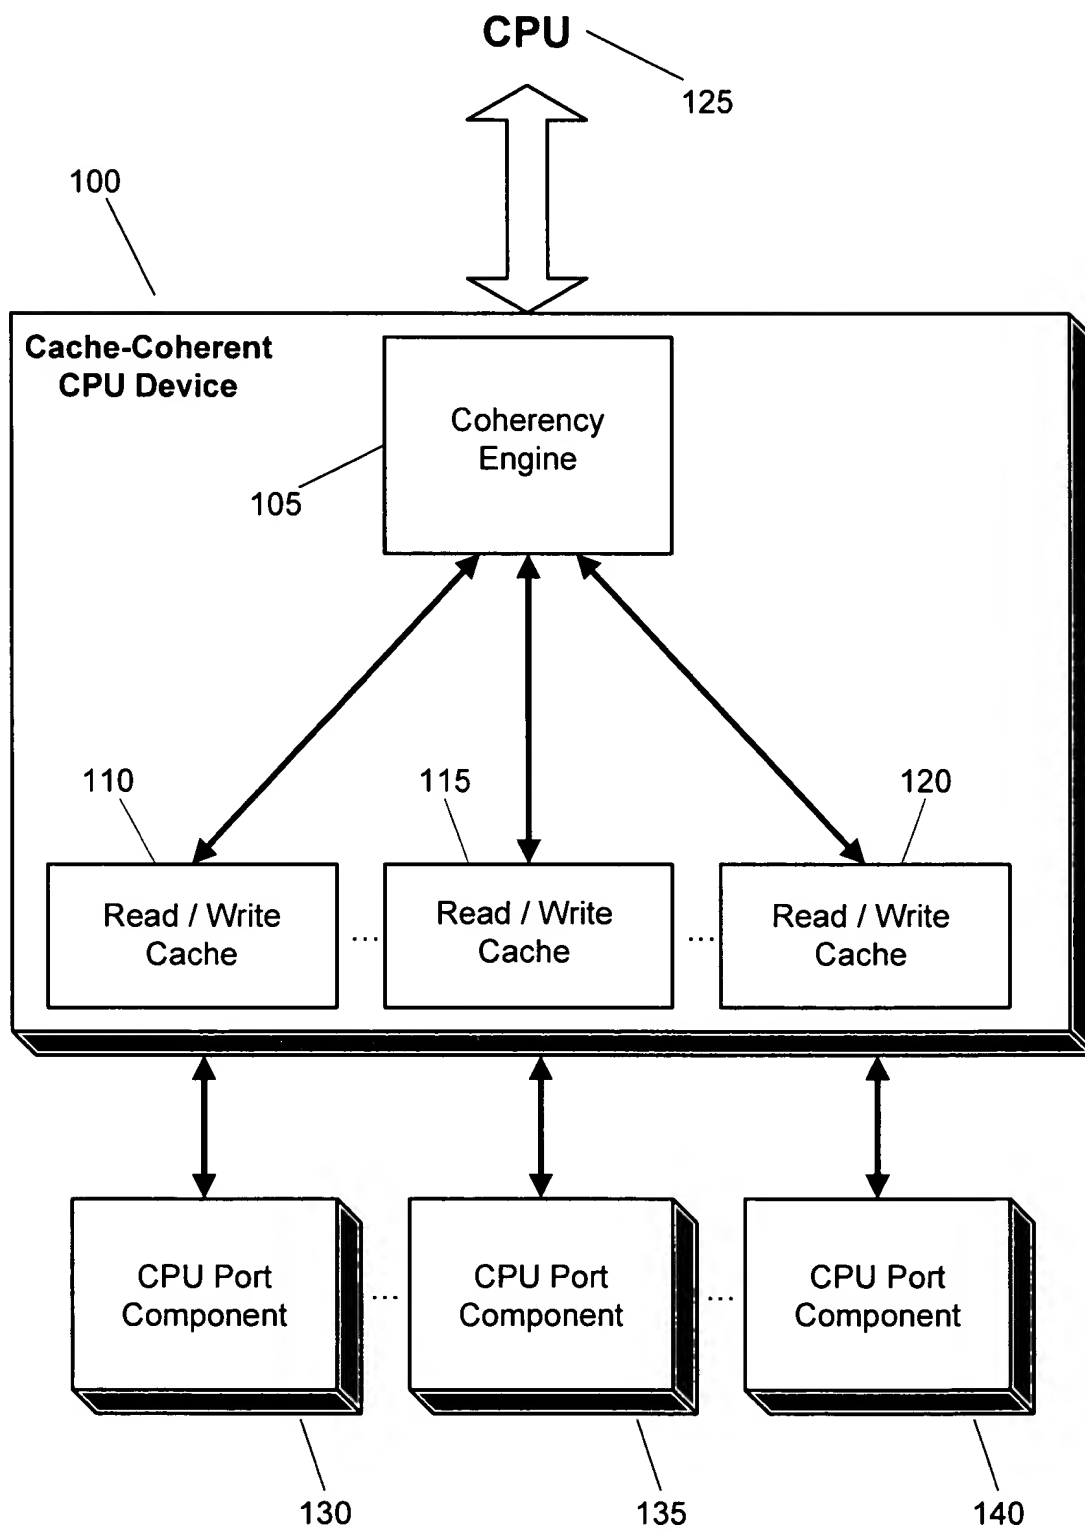 CPU
125
100
Cache-Coherent
CPU Device
Coherency
Engine
105
110
115
120
Read / Write
Cache
...
Read / Write
Cache
...
Read / Write
Cache
CPU Port
Component
...
CPU Port
Component
...
CPU Port
Component
130
135
140